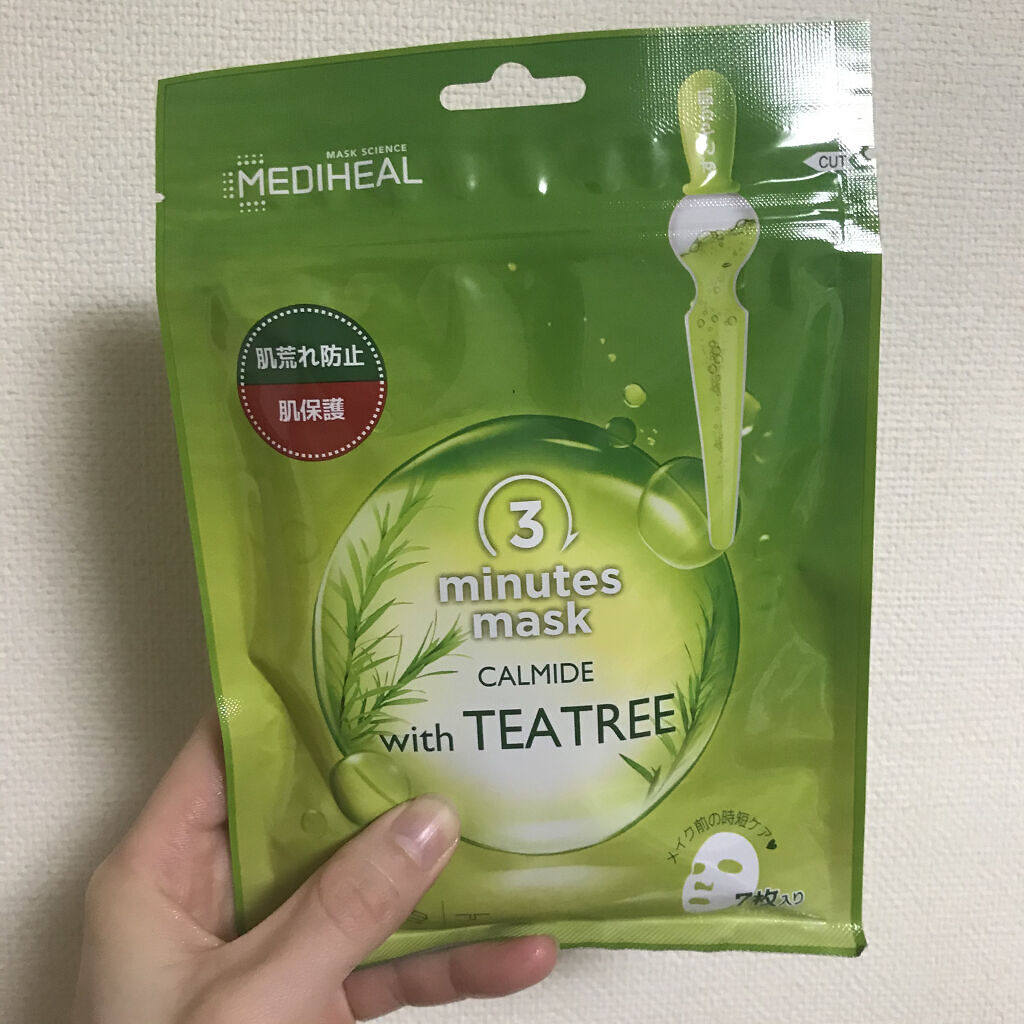 MASK SCIENCE
MEDIHEAL
CUT
肌荒れ防止
肌保護
3
minutes
mask
CALMIDE
with TEATREE
メイク前の時短ケア♥
7枚入り